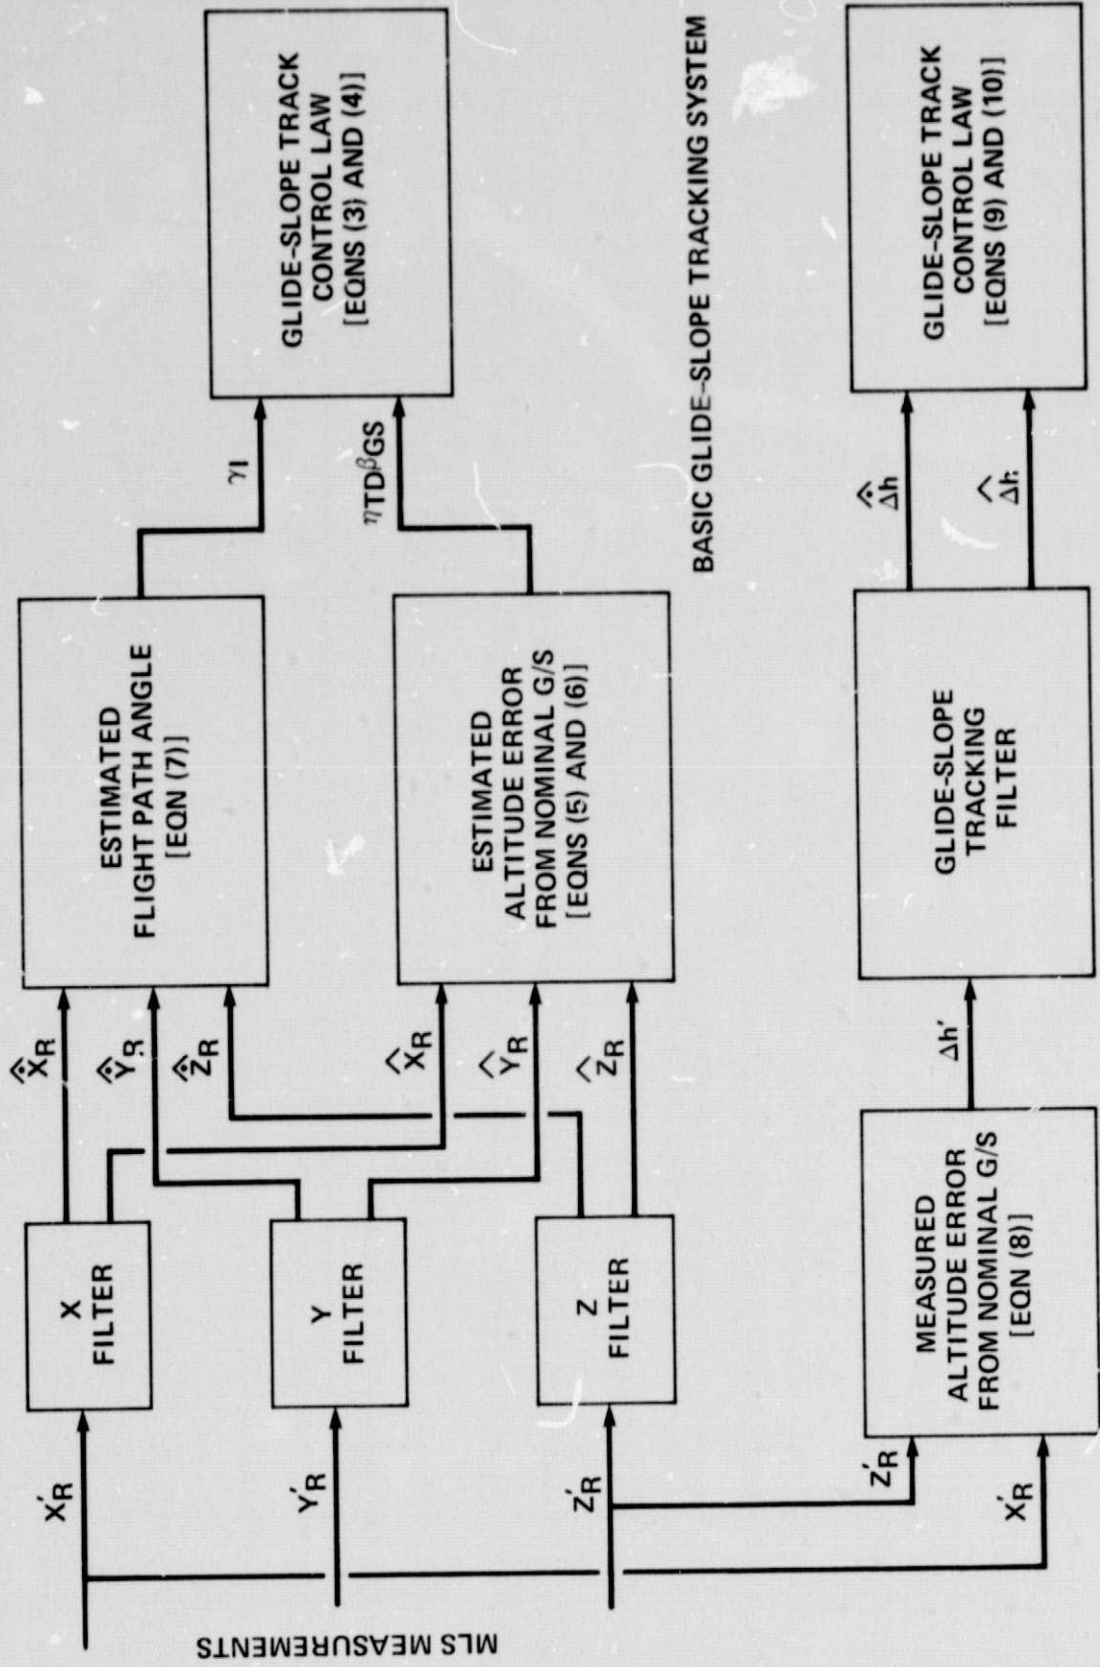 MLS MEASUREMENTS
X'R
Y'R
Z'R
X
FILTER
Y
FILTER
Z
FILTER
X̂̇R
Ŷ̇R
Ẑ̇R
X̂R
ŶR
ẐR
ESTIMATED
FLIGHT PATH ANGLE
[EQN (7)]
ESTIMATED
ALTITUDE ERROR
FROM NOMINAL G/S
[EQNS (5) AND (6)]
γI
ηTDβGS
GLIDE-SLOPE TRACK
CONTROL LAW
[EQNS (3) AND (4)]
BASIC GLIDE-SLOPE TRACKING SYSTEM
Z'R
X'R
MEASURED
ALTITUDE ERROR
FROM NOMINAL G/S
[EQN (8)]
Δh'
GLIDE-SLOPE
TRACKING
FILTER
Δĥ̇
Δĥ
GLIDE-SLOPE TRACK
CONTROL LAW
[EQNS (9) AND (10)]